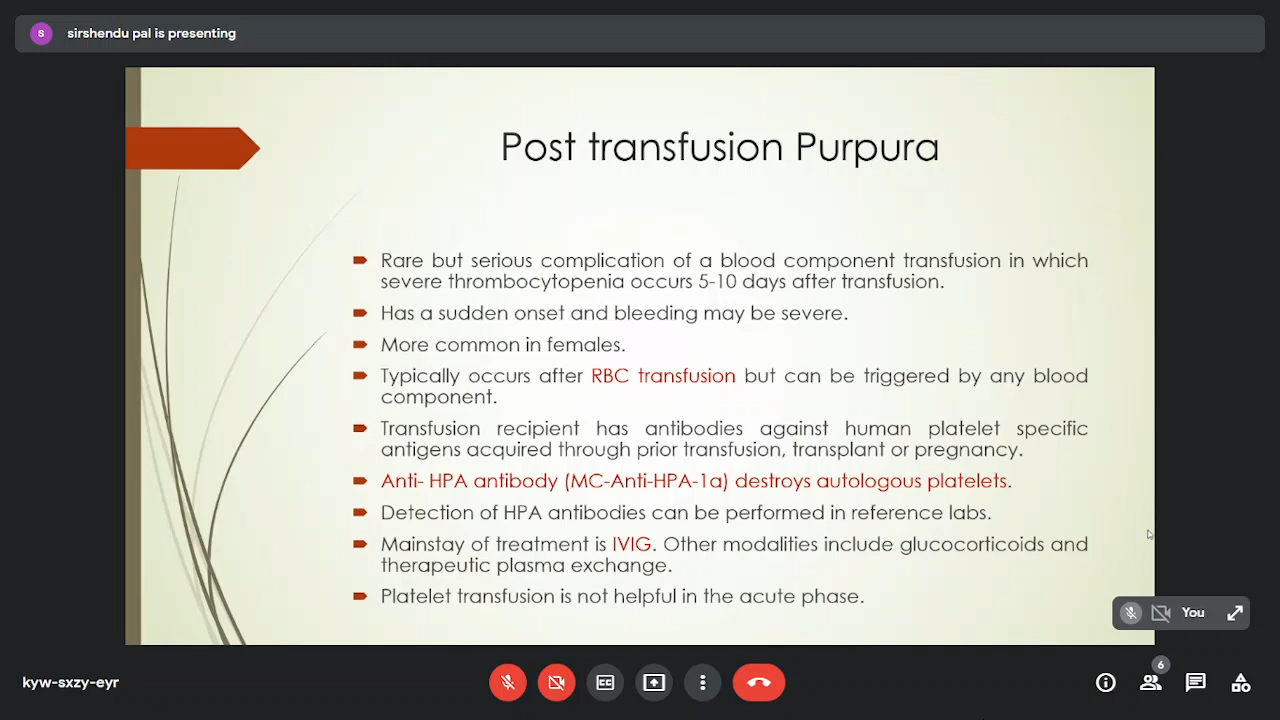 S
sirshendu pal is presenting
Post transfusion Purpura
Rare but serious complication of a blood component transfusion in which
severe thrombocytopenia occurs 5-10 days after transfusion.
Has a sudden onset and bleeding may be severe.
More common in females.
Typically occurs after RBC transfusion but can be triggered by any blood
component.
Transfusion recipient has antibodies against human platelet specific
antigens acquired through prior transfusion, transplant or pregnancy.
Anti- HPA antibody (MC-Anti-HPA-1a) destroys autologous platelets.
Detection of HPA antibodies can be performed in reference labs.
Mainstay of treatment is IVIG. Other modalities include glucocorticoids and
therapeutic plasma exchange.
Platelet transfusion is not helpful in the acute phase.
You
kyw-sxzy-eyr
CC
6